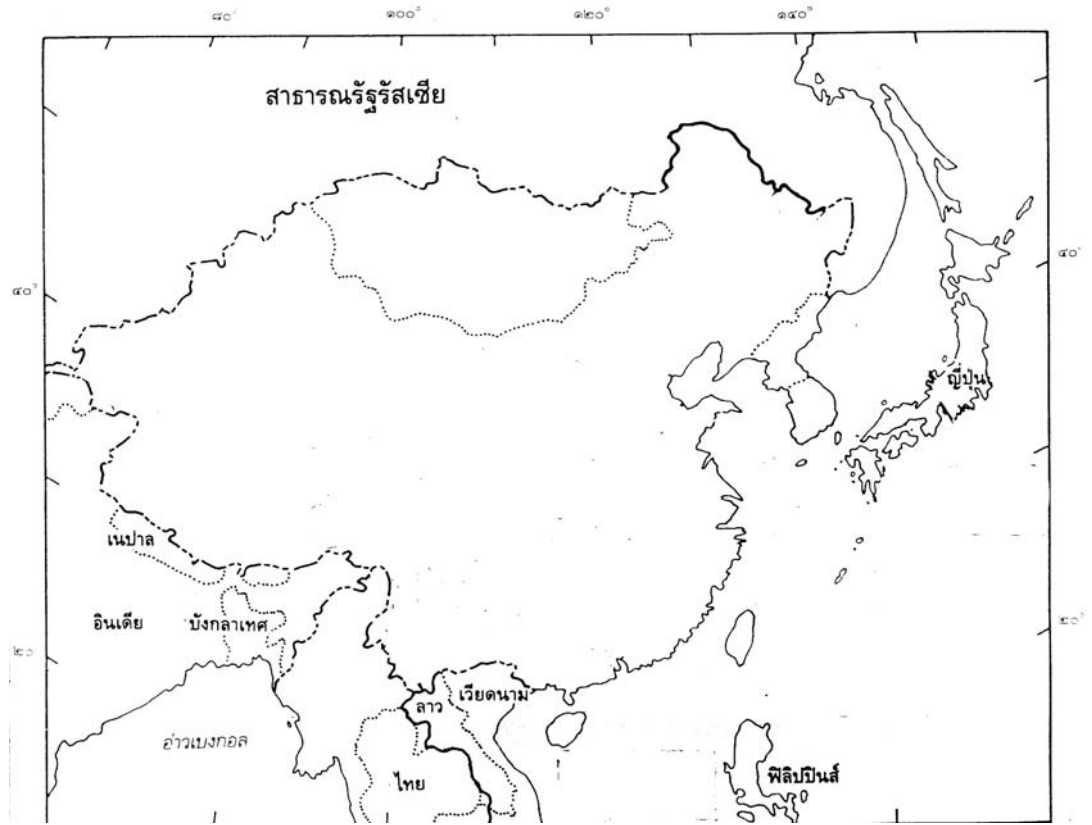 ๘๐° ๑๐๐° ๑๒๐° ๑๔๐°
สาธารณรัฐรัสเซีย
๔๐°
๔๐°
ญี่ปุ่น
เนปาล
อินเดีย บังกลาเทศ
๒๐°
๒๐
ลาว เวียดนาม
อ่าวเบงกอล
ไทย ฟิลิปปินส์